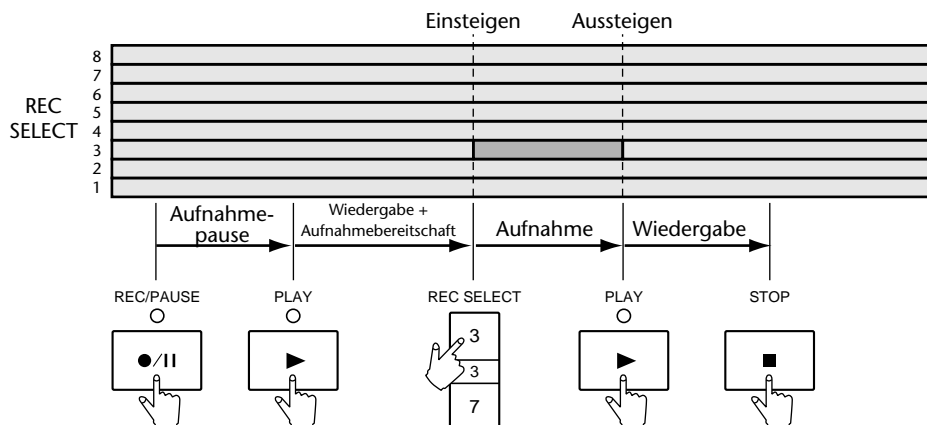 Einsteigen Aussteigen
REC
SELECT
8
7
6
5
4
3
2
1
Aufnahme-
pause
Wiedergabe +
Aufnahmebereitschaft
Aufnahme
Wiedergabe
REC/PAUSE PLAY REC SELECT PLAY STOP
3
3
7